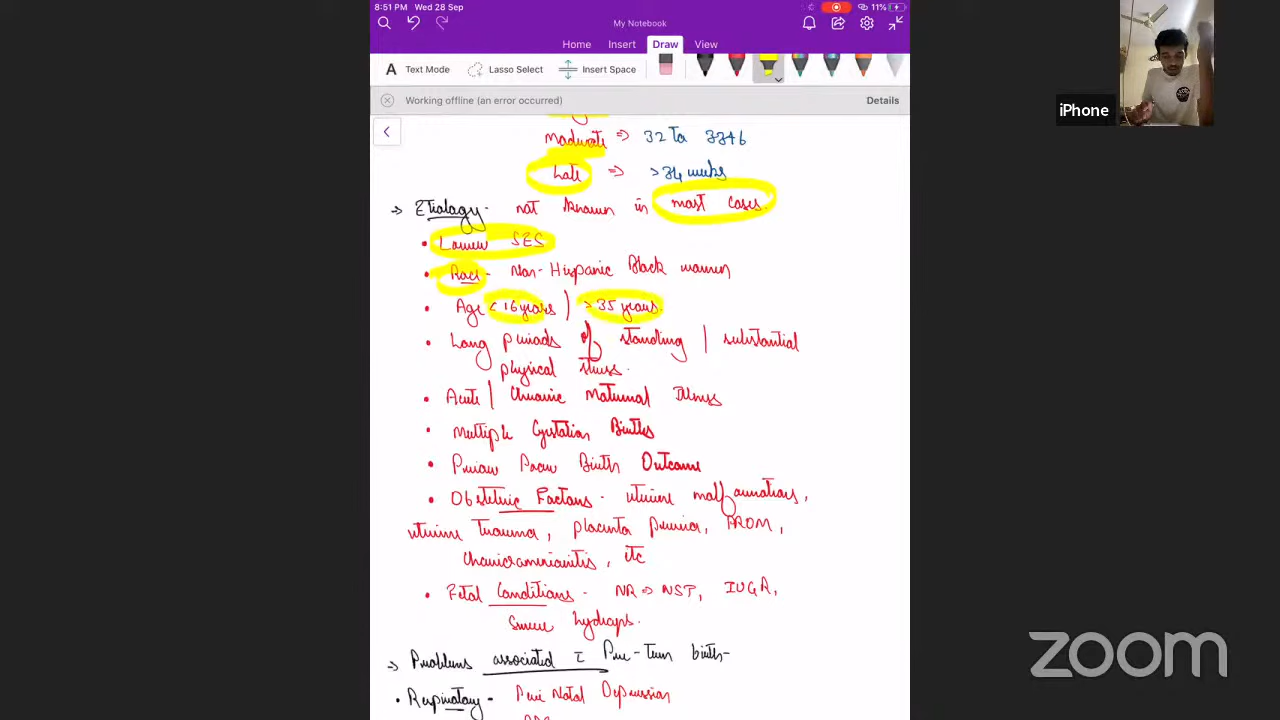 8:51 PM Wed 28 Sep
11%
My Notebook
Home Insert Draw View
A Text Mode Lasso Select Insert Space
Working offline (an error occurred) Details
iPhone
Moderate ⇒ 32 To 3346
Late ⇒ >34 weeks
→ Etiology - not known in most cases.
• Lower SES
• Race - Non-Hispanic Black women
• Age < 16 years | > 35 years.
• Long periods of standing | substantial
physical stress.
• Acute | Chronic Maternal Illness
• Multiple Gestation Births
• Previous Poor Birth Outcome
• Obstetric Factors - uterine malformations,
uterine trauma, placenta previa, PROM,
Chorioamnionitis, etc
• Fetal Conditions - NR ⇒ NST, IUGR,
Severe hydrops.
→ Problems associated c̄ Pre-Term birth-
• Respiratory - Peri Natal Depression
zoom